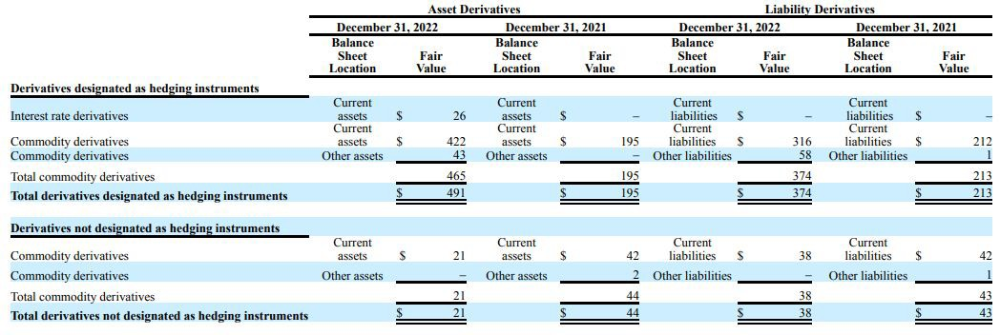 Asset Derivatives Liability Derivatives
December 31, 2022 December 31, 2021 December 31, 2022 December 31, 2021
Balance Balance Balance Balance
Sheet Fair Sheet Fair Sheet Fair Sheet Fair
Location Value Location Value Location Value Location Value
Derivatives designated as hedging instruments
Current Current Current Current
Interest rate derivatives assets $ 26 assets $ – liabilities $ – liabilities $ –
Current Current Current Current
Commodity derivatives assets $ 422 assets $ 195 liabilities $ 316 liabilities $ 212
Commodity derivatives Other assets 43 Other assets – Other liabilities 58 Other liabilities 1
Total commodity derivatives 465 195 374 213
Total derivatives designated as hedging instruments $ 491 $ 195 $ 374 $ 213
Derivatives not designated as hedging instruments
Current Current Current Current
Commodity derivatives assets $ 21 assets $ 42 liabilities $ 38 liabilities $ 42
Commodity derivatives Other assets – Other assets 2 Other liabilities – Other liabilities 1
Total commodity derivatives 21 44 38 43
Total derivatives not designated as hedging instruments $ 21 $ 44 $ 38 $ 43